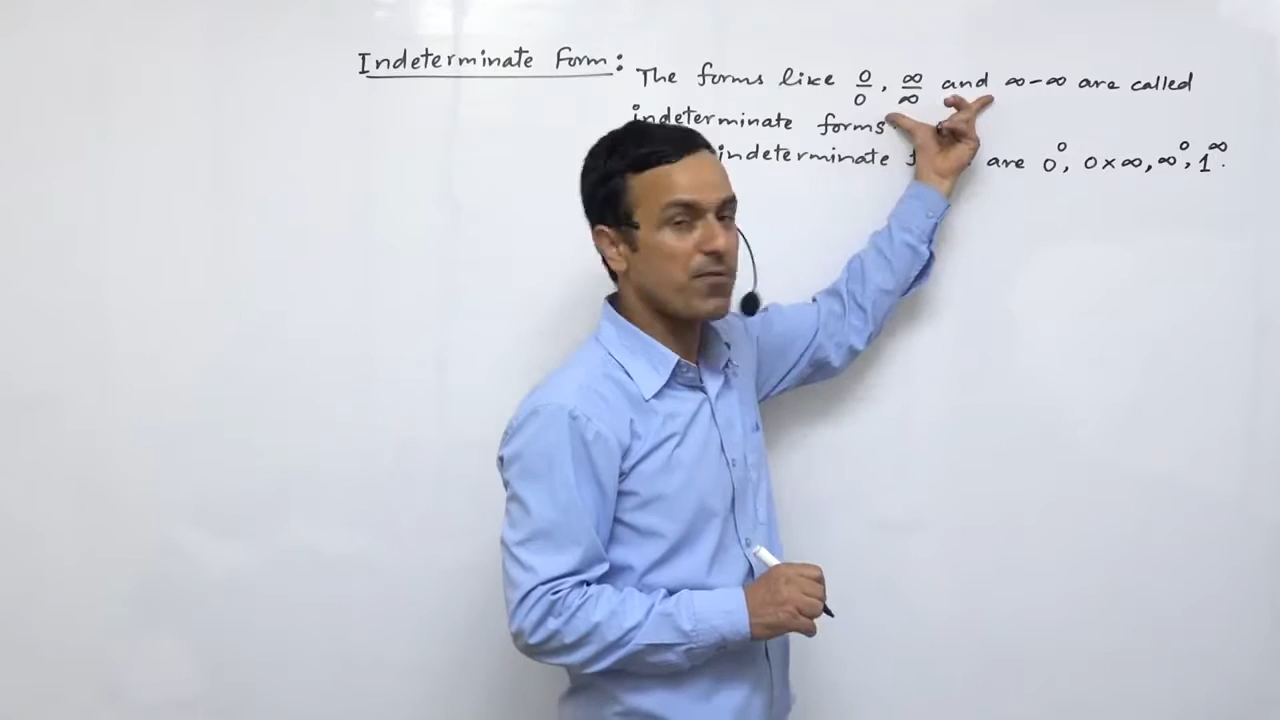 Indeterminate Form:
The forms like 0/0, ∞/∞ and ∞-∞ are called
indeterminate forms.
indeterminate are 0⁰, 0×∞, ∞⁰, 1^∞.